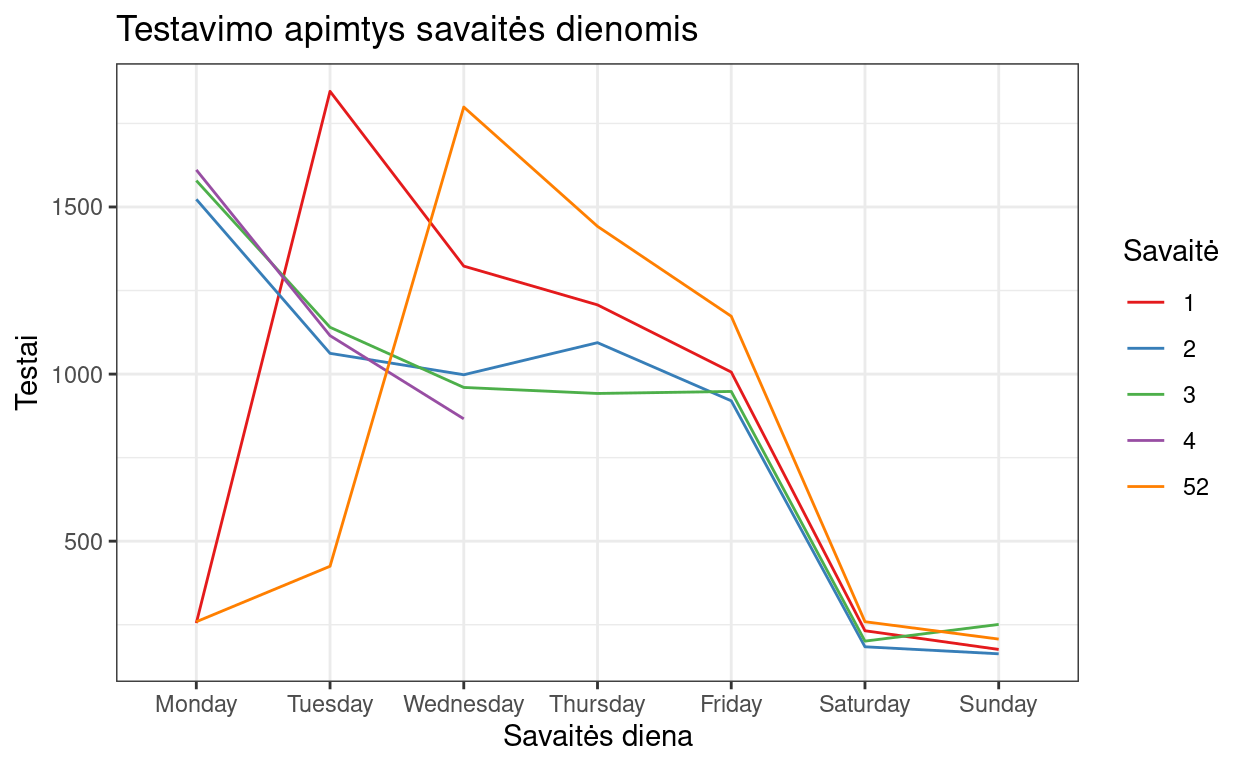 Testavimo apimtys savaitės dienomis
Testai
1500
1000
500
Monday Tuesday Wednesday Thursday Friday Saturday Sunday
Savaitės diena
Savaitė
1
2
3
4
52